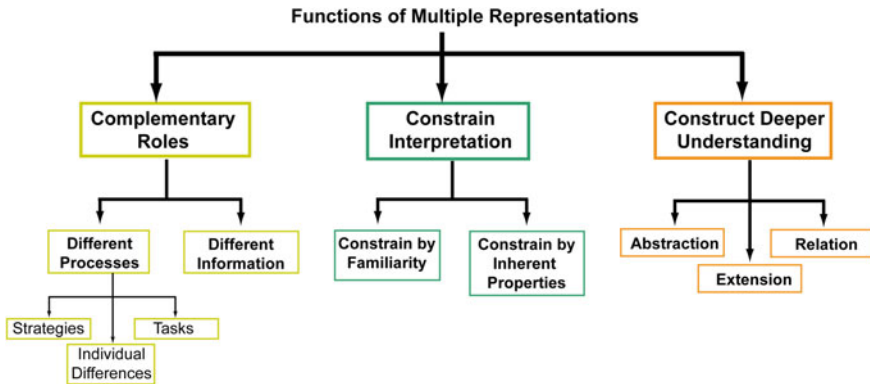 Functions of Multiple Representations
Complementary
Roles
Constrain
Interpretation
Construct Deeper
Understanding
Different
Processes
Different
Information
Constrain by
Familiarity
Constrain by
Inherent
Properties
Abstraction
Relation
Extension
Strategies
Tasks
Individual
Differences